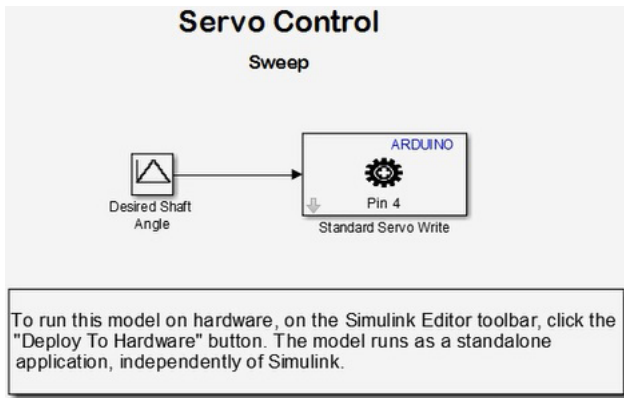 Servo Control
Sweep
ARDUINO
Pin 4
Desired Shaft
Angle
Standard Servo Write
To run this model on hardware, on the Simulink Editor toolbar, click the
"Deploy To Hardware" button. The model runs as a standalone
application, independently of Simulink.